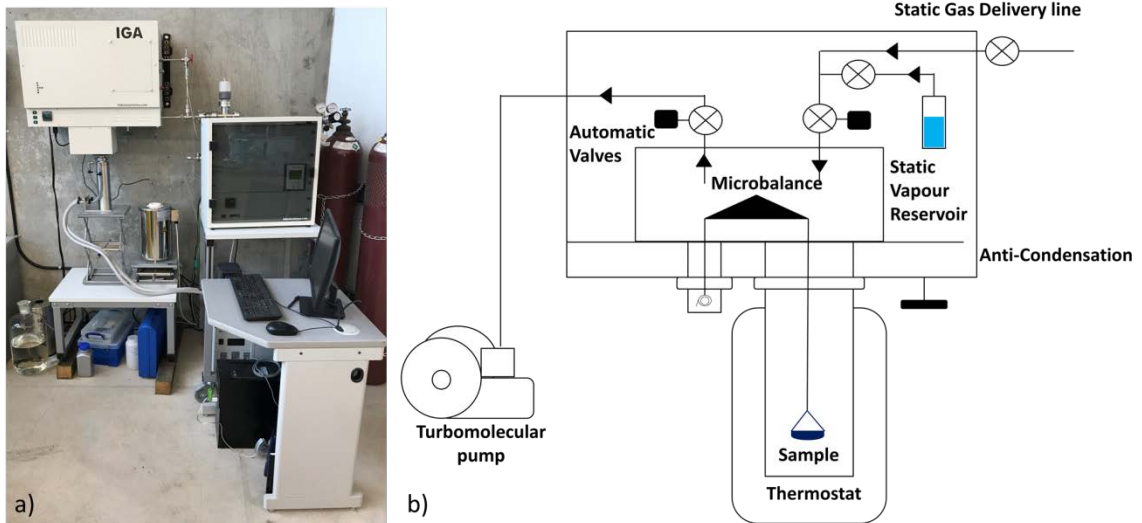 IGA
a)
Static Gas Delivery line
Automatic
Valves
Microbalance
Static
Vapour
Reservoir
Anti-Condensation
Turbomolecular
pump
Sample
Thermostat
b)